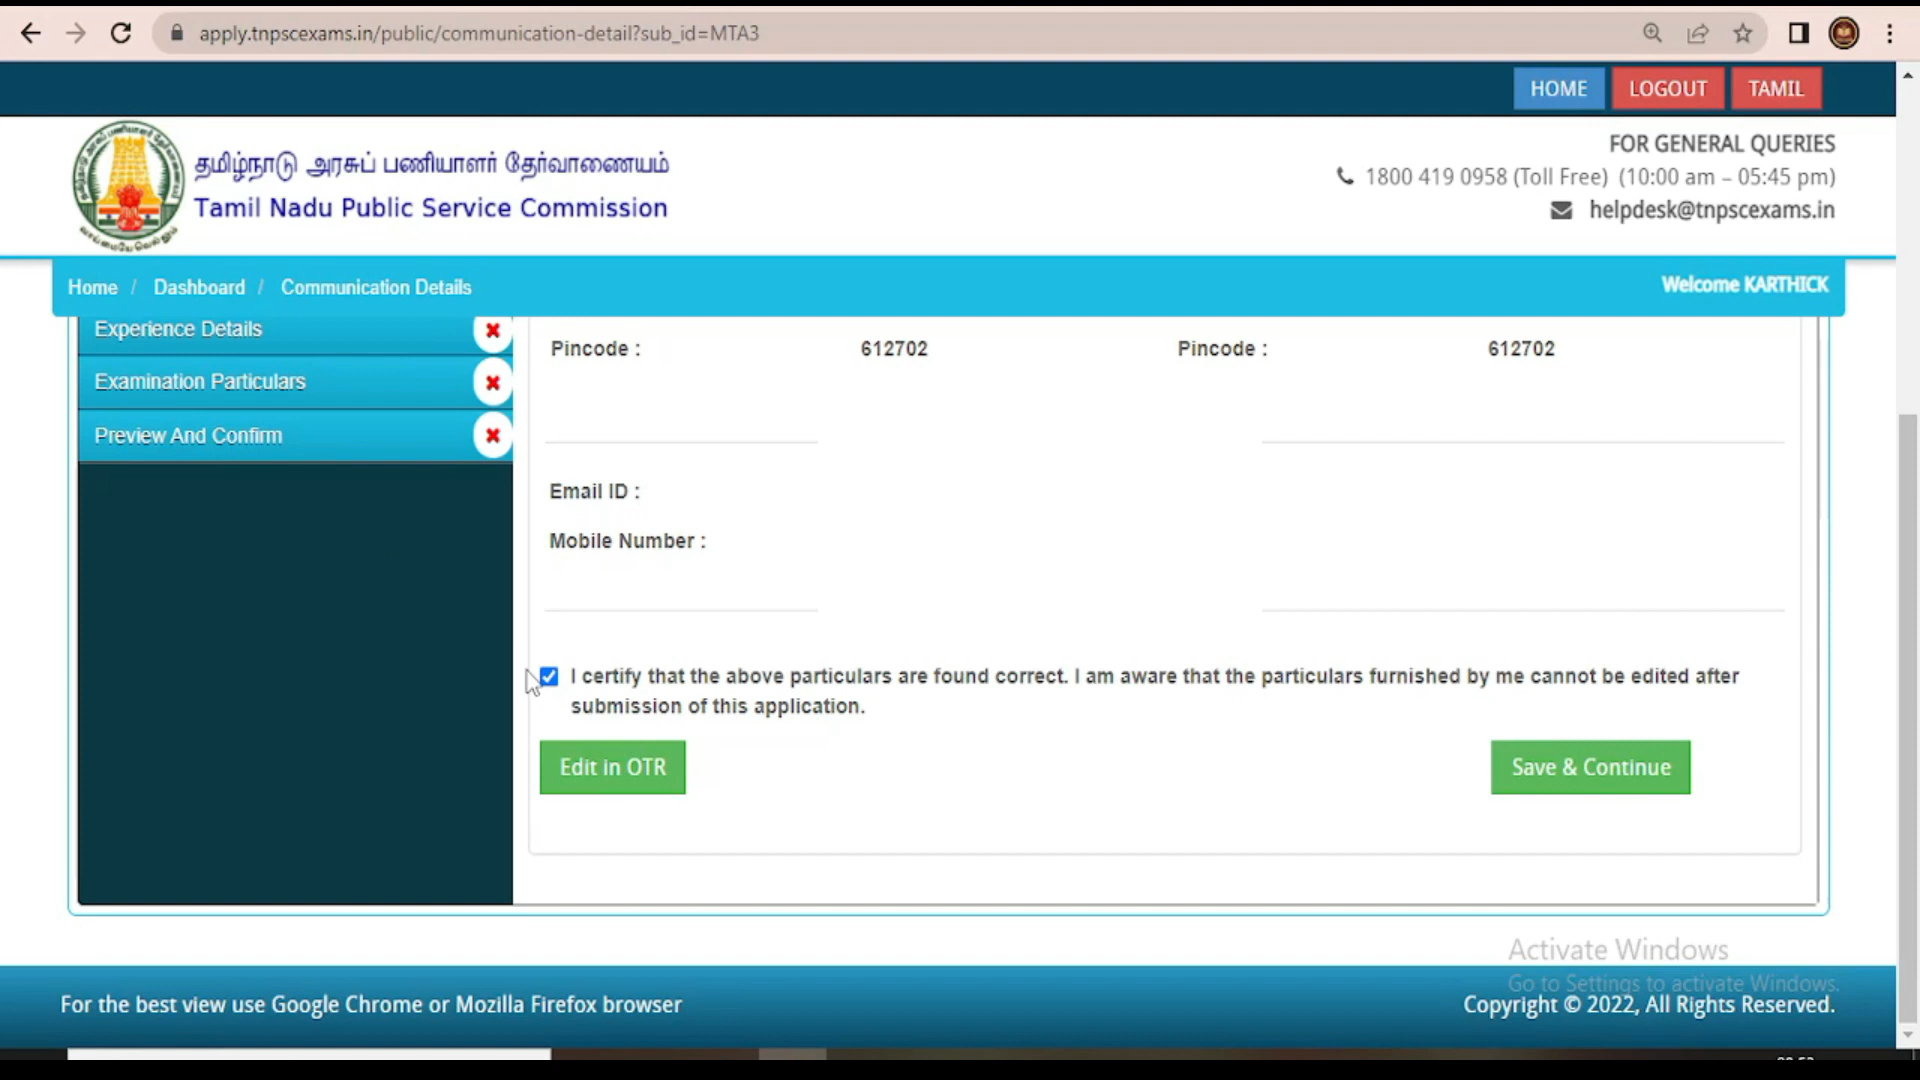 apply.tnpscexams.in/public/communication-detail?sub_id=MTA3
HOME LOGOUT TAMIL
தமிழ்நாடு அரசுப் பணியாளர் தேர்வாணையம்
Tamil Nadu Public Service Commission
வாய்மையே வெல்லும்
FOR GENERAL QUERIES
1800 419 0958 (Toll Free) (10:00 am – 05:45 pm)
helpdesk@tnpscexams.in
Home / Dashboard / Communication Details
Welcome KARTHICK
Experience Details
Examination Particulars
Preview And Confirm
Pincode : 612702 Pincode : 612702
Email ID :
Mobile Number :
I certify that the above particulars are found correct. I am aware that the particulars furnished by me cannot be edited after
submission of this application.
Edit in OTR Save & Continue
Activate Windows
Go to Settings to activate Windows.
For the best view use Google Chrome or Mozilla Firefox browser
Copyright © 2022, All Rights Reserved.